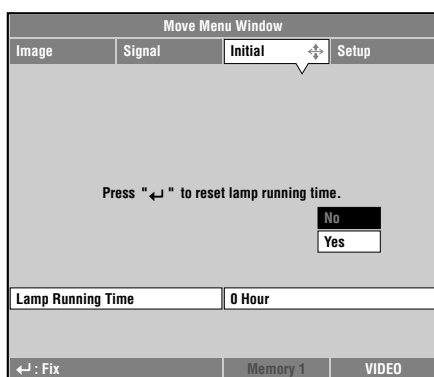 Move Menu Window
Image Signal Initial Setup
Press "↵" to reset lamp running time.
No
Yes
Lamp Running Time 0 Hour
↵ : Fix Memory 1 VIDEO